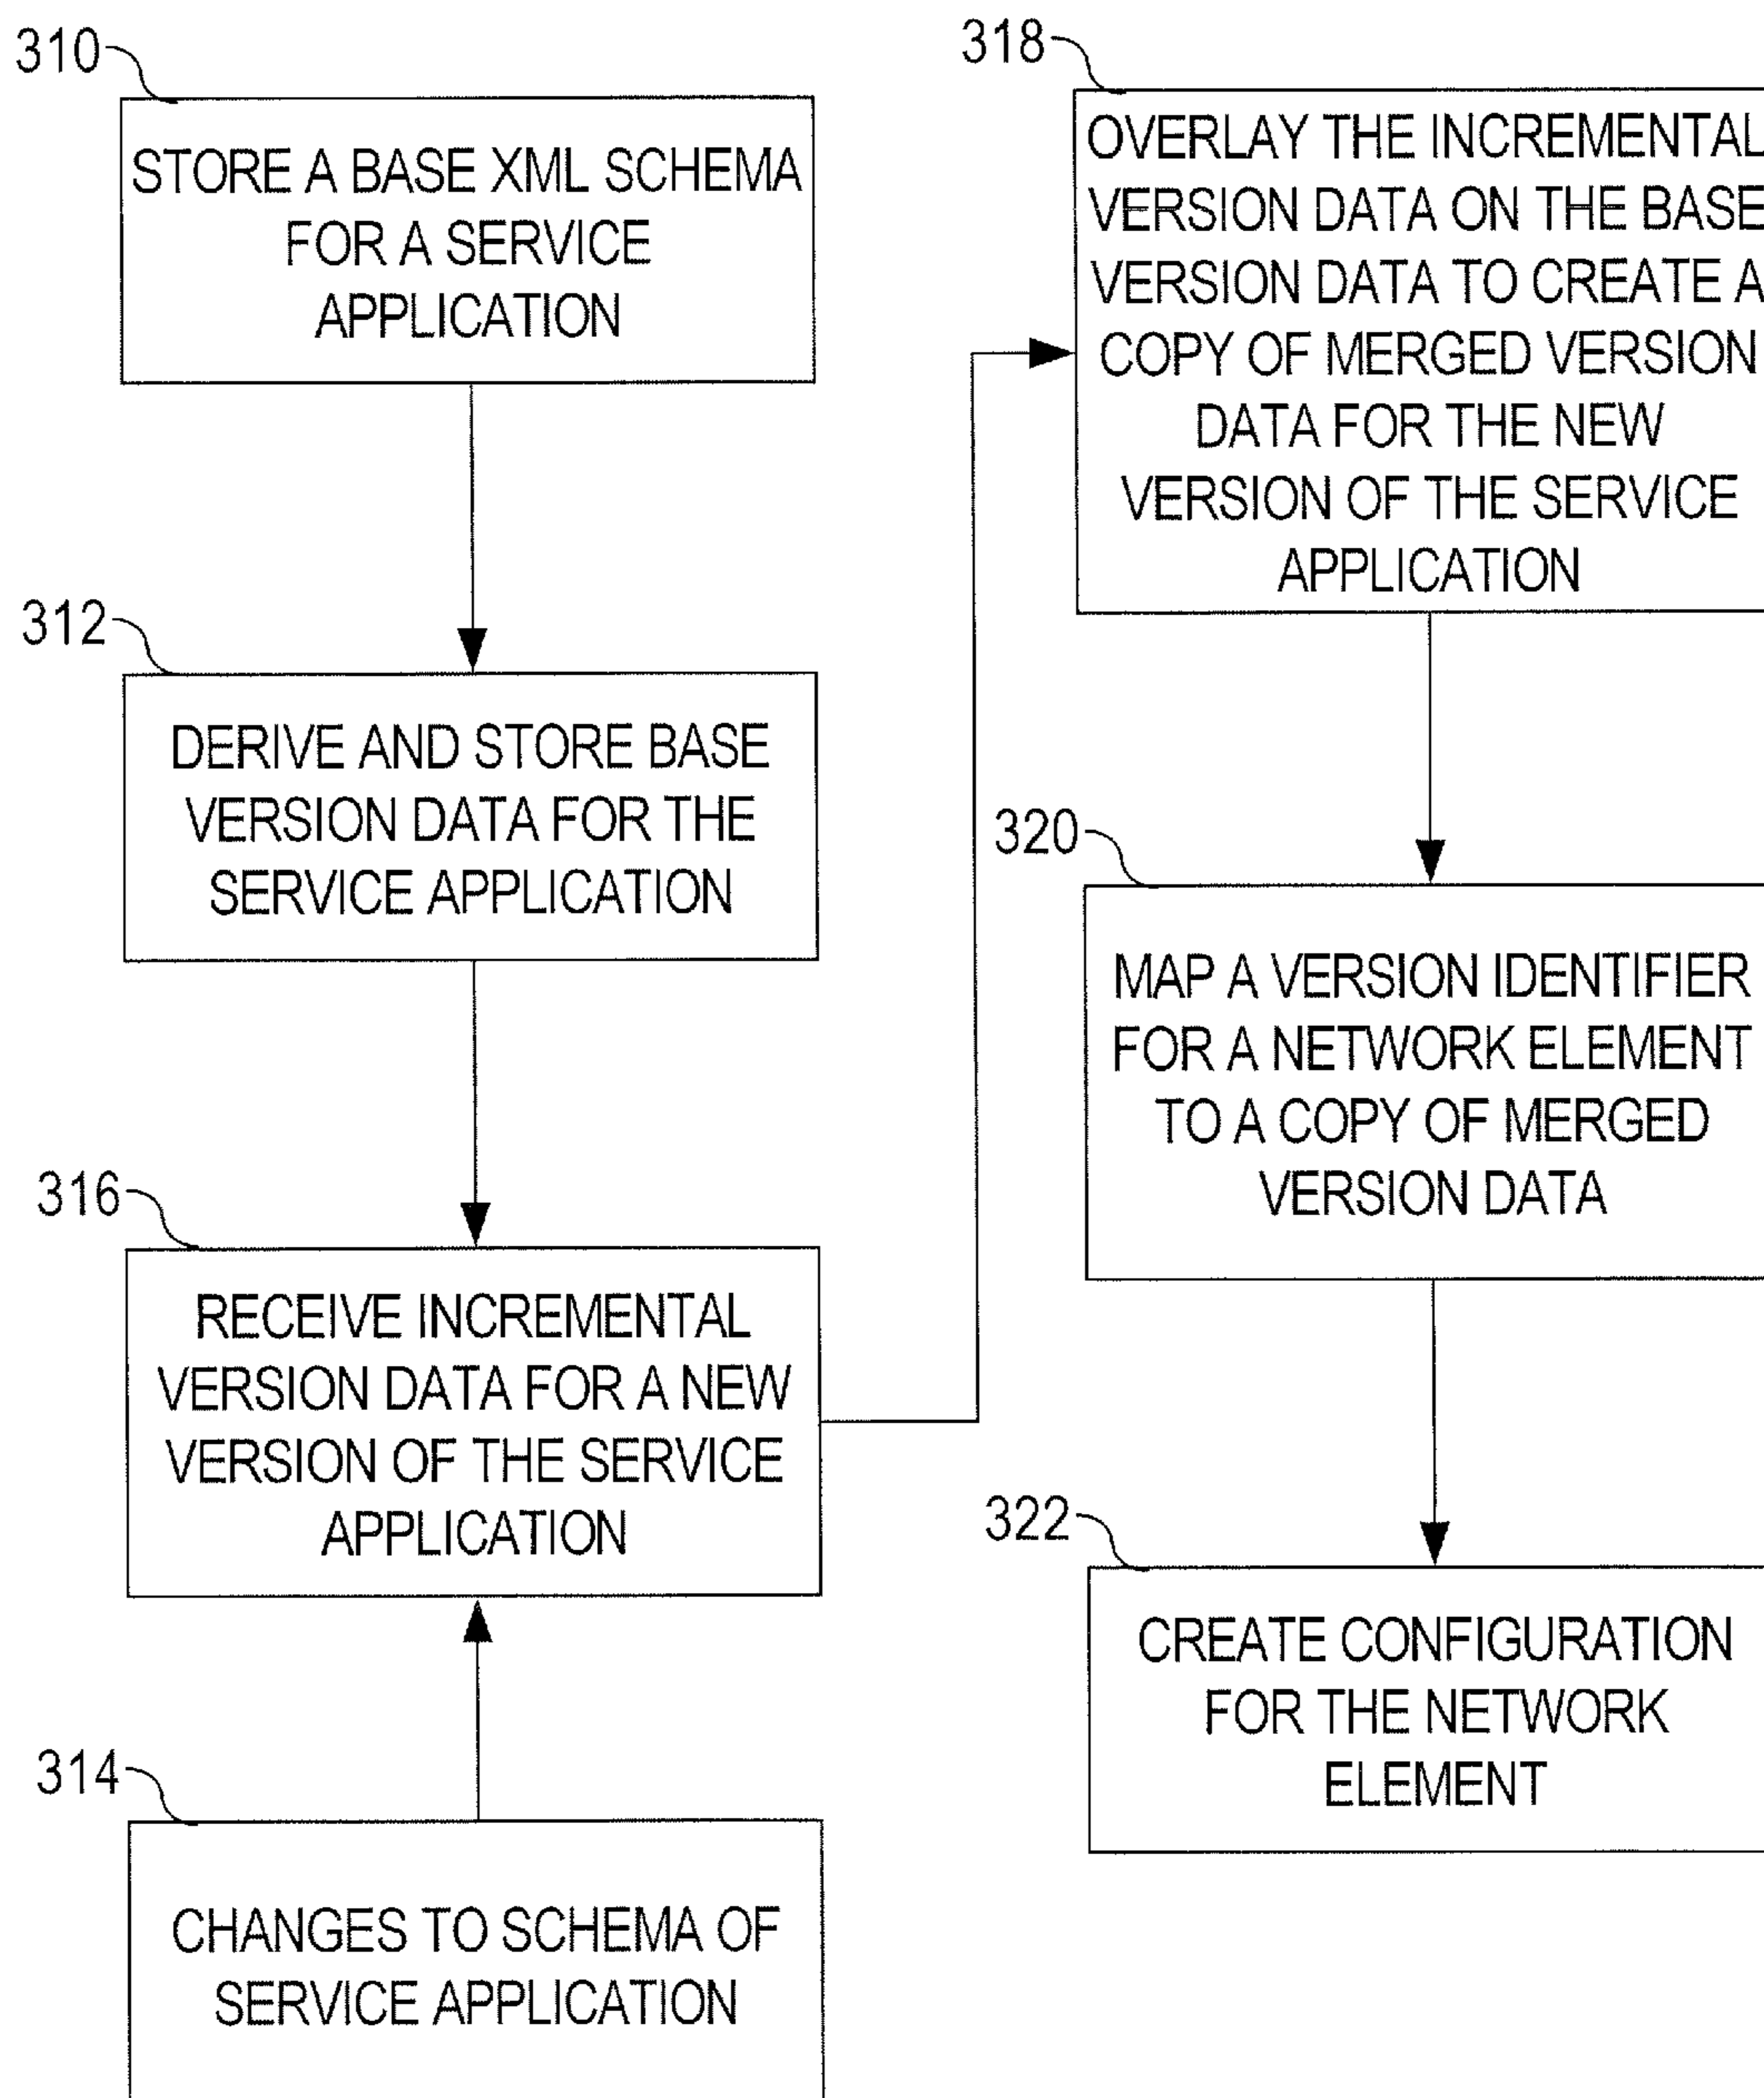 310
STORE A BASE XML SCHEMA
FOR A SERVICE
APPLICATION
312
DERIVE AND STORE BASE
VERSION DATA FOR THE
SERVICE APPLICATION
316
RECEIVE INCREMENTAL
VERSION DATA FOR A NEW
VERSION OF THE SERVICE
APPLICATION
314
CHANGES TO SCHEMA OF
SERVICE APPLICATION
318
OVERLAY THE INCREMENTAL
VERSION DATA ON THE BASE
VERSION DATA TO CREATE A
COPY OF MERGED VERSION
DATA FOR THE NEW
VERSION OF THE SERVICE
APPLICATION
320
MAP A VERSION IDENTIFIER
FOR A NETWORK ELEMENT
TO A COPY OF MERGED
VERSION DATA
322
CREATE CONFIGURATION
FOR THE NETWORK
ELEMENT